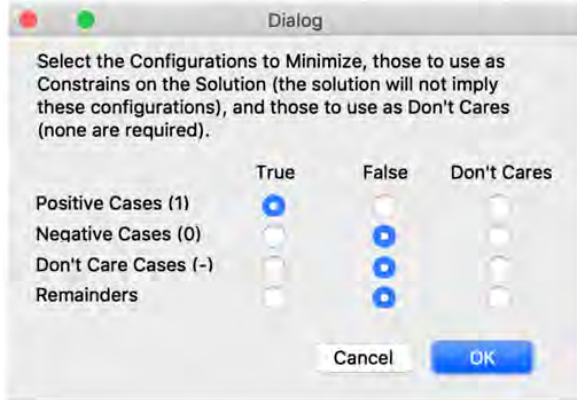 Dialog
Select the Configurations to Minimize, those to use as
Constrains on the Solution (the solution will not imply
these configurations), and those to use as Don't Cares
(none are required).
True False Don't Cares
Positive Cases (1)
Negative Cases (0)
Don't Care Cases (-)
Remainders
Cancel OK